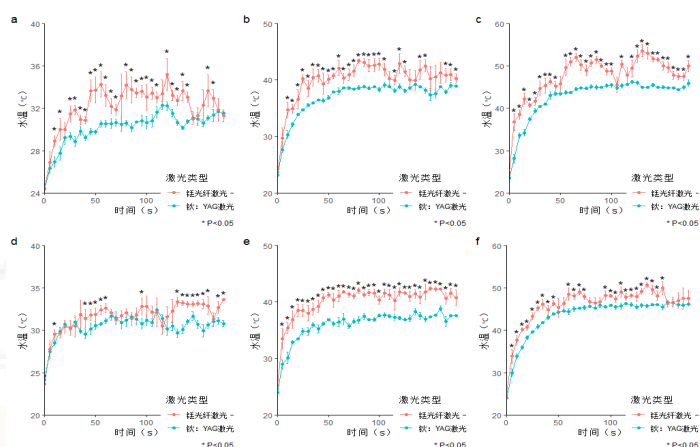 a
40
36
32
28
24
水温（℃）
0
50
100
时间（s）
激光类型
铥光纤激光
钬：YAG激光
* P<0.05
b
50
40
30
20
水温（℃）
0
50
100
时间（s）
激光类型
铥光纤激光
钬：YAG激光
* P<0.05
c
60
50
40
30
20
水温（℃）
0
50
100
时间（s）
激光类型
铥光纤激光
钬：YAG激光
* P<0.05
d
40
35
30
25
20
水温（℃）
0
50
100
时间（s）
激光类型
铥光纤激光
钬：YAG激光
* P<0.05
e
50
40
30
20
水温（℃）
0
50
100
时间（s）
激光类型
铥光纤激光
钬：YAG激光
* P<0.05
f
60
50
40
30
20
水温（℃）
0
50
100
时间（s）
激光类型
铥光纤激光
钬：YAG激光
* P<0.05